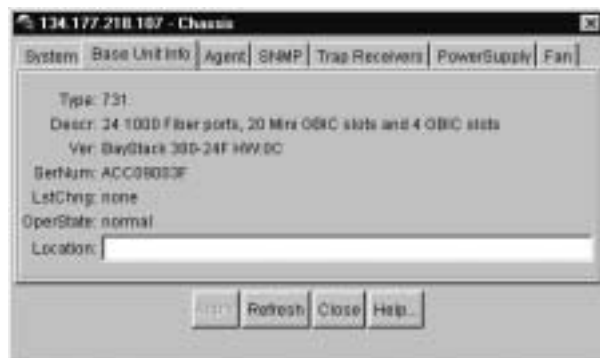 134.177.218.107 - Chassis
System Base Unit Info Agent SNMP Trap Receivers PowerSupply Fan
Type: 731
Descr: 24 1000 Fiber ports, 20 Mini GBIC slots and 4 GBIC slots
Ver: BayStack 380-24F HW:0C
SerNum: ACC09003F
LstChng: none
OperState: normal
Location:
Apply Refresh Close Help...